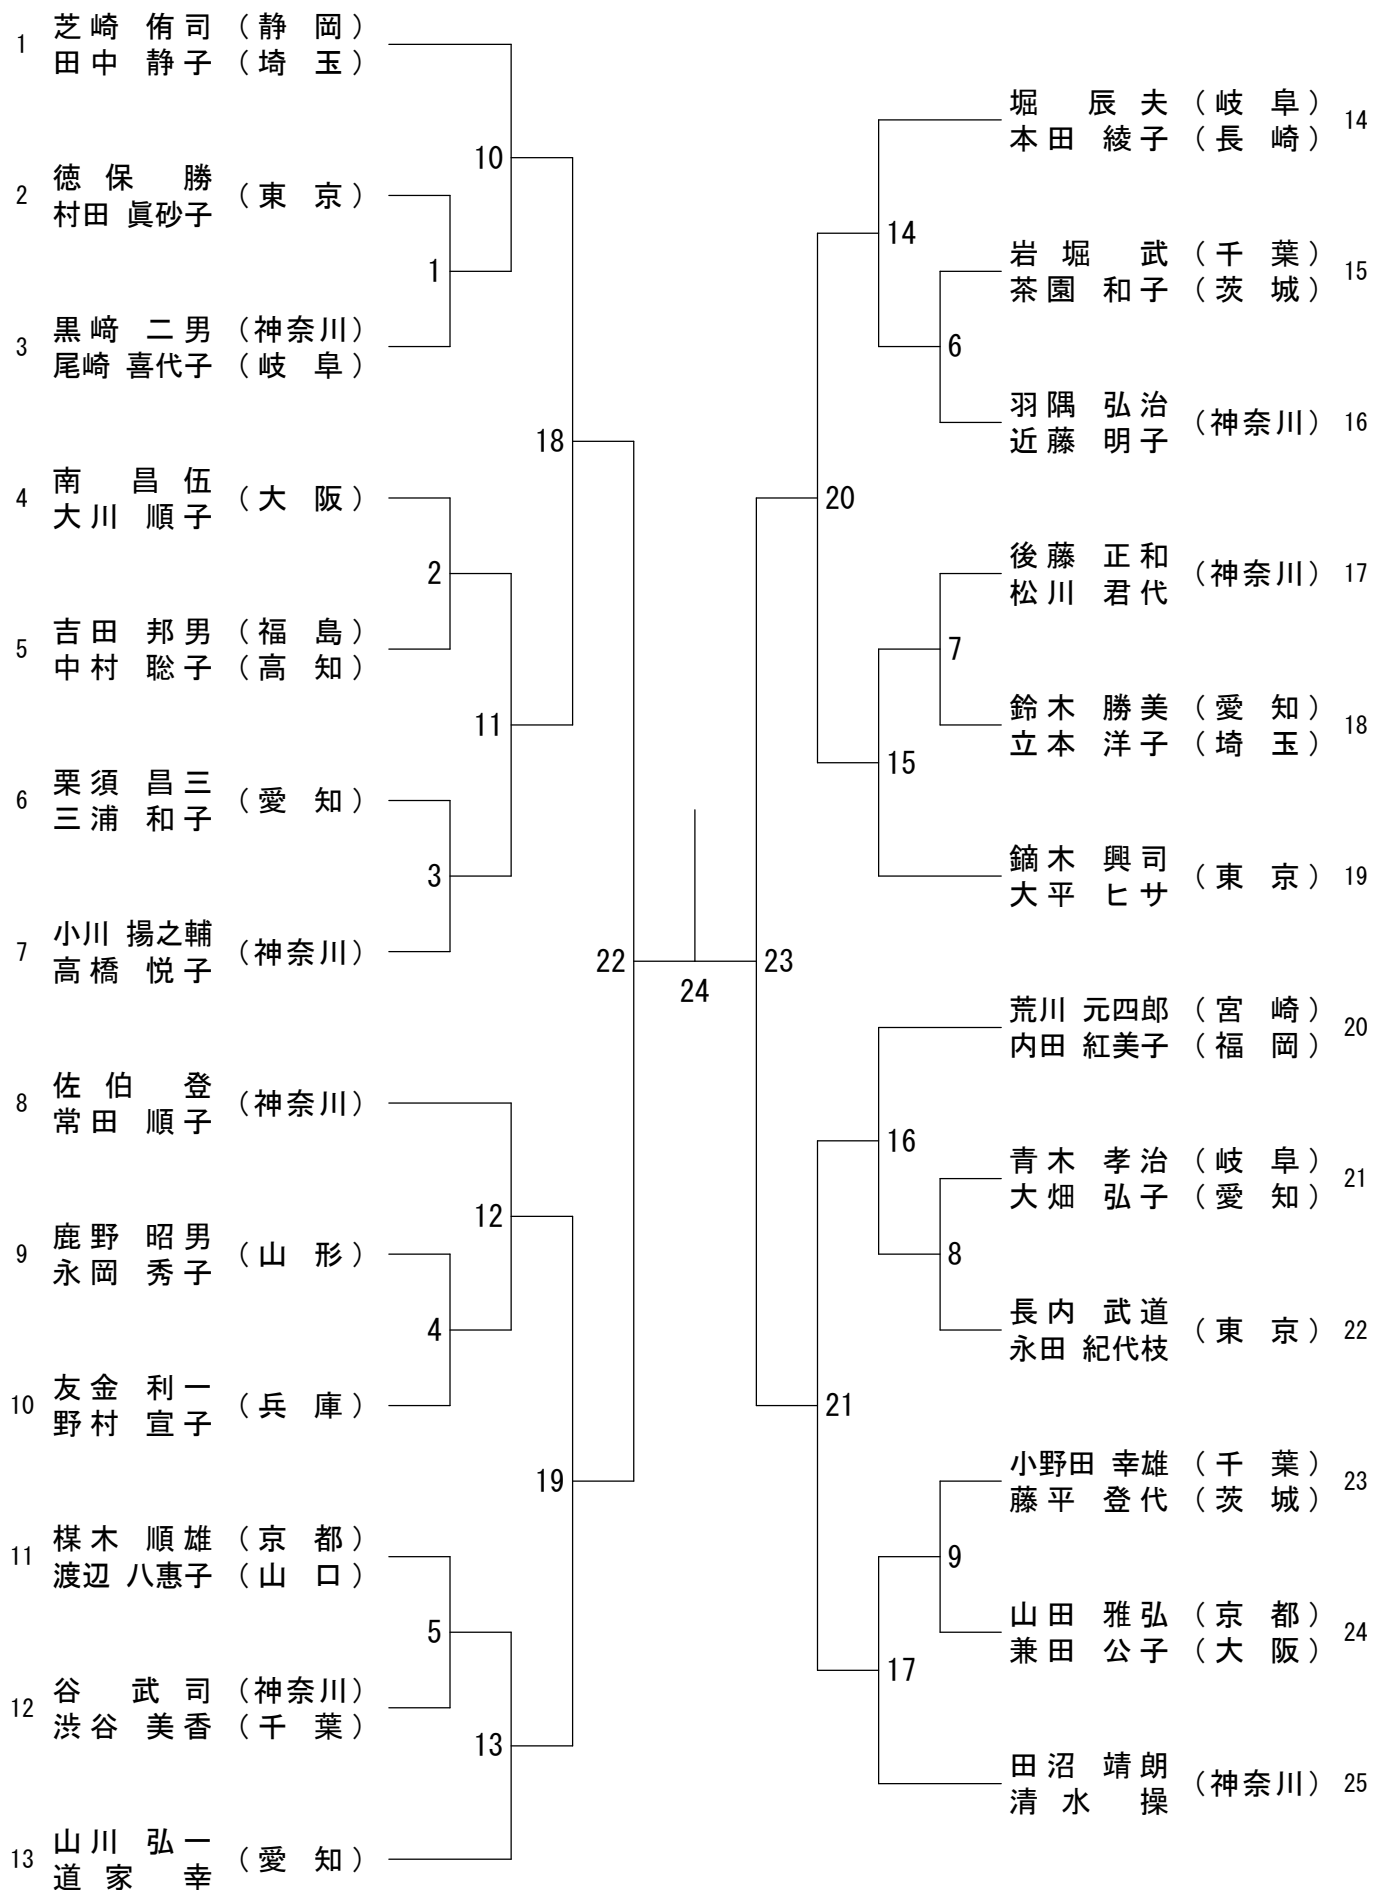 1 芝崎 侑司 (静岡)
田中 静子 (埼玉)
2 徳保 勝 (東京)
村田 眞砂子
3 黒﨑 二男 (神奈川)
尾崎 喜代子 (岐阜)
4 南 昌伍 (大阪)
大川 順子
5 吉田 邦男 (福島)
中村 聡子 (高知)
6 栗須 昌三 (愛知)
三浦 和子
7 小川 揚之輔 (神奈川)
高橋 悦子
8 佐伯 登 (神奈川)
常田 順子
9 鹿野 昭男 (山形)
永岡 秀子
10 友金 利一 (兵庫)
野村 宣子
11 楳木 順雄 (京都)
渡辺 八惠子 (山口)
12 谷 武司 (神奈川)
渋谷 美香 (千葉)
13 山川 弘一 (愛知)
道家 幸
1
2
3
4
5
10
11
12
13
18
19
22
24
23
20
21
14
15
16
17
6
7
8
9
堀 辰夫 (岐阜) 14
本田 綾子 (長崎)
岩堀 武 (千葉) 15
茶園 和子 (茨城)
羽隅 弘治 (神奈川) 16
近藤 明子
後藤 正和 (神奈川) 17
松川 君代
鈴木 勝美 (愛知) 18
立本 洋子 (埼玉)
鏑木 興司 (東京) 19
大平 ヒサ
荒川 元四郎 (宮崎) 20
内田 紅美子 (福岡)
青木 孝治 (岐阜) 21
大畑 弘子 (愛知)
長内 武道 (東京) 22
永田 紀代枝
小野田 幸雄 (千葉) 23
藤平 登代 (茨城)
山田 雅弘 (京都) 24
兼田 公子 (大阪)
田沼 靖朗 (神奈川) 25
清水 操